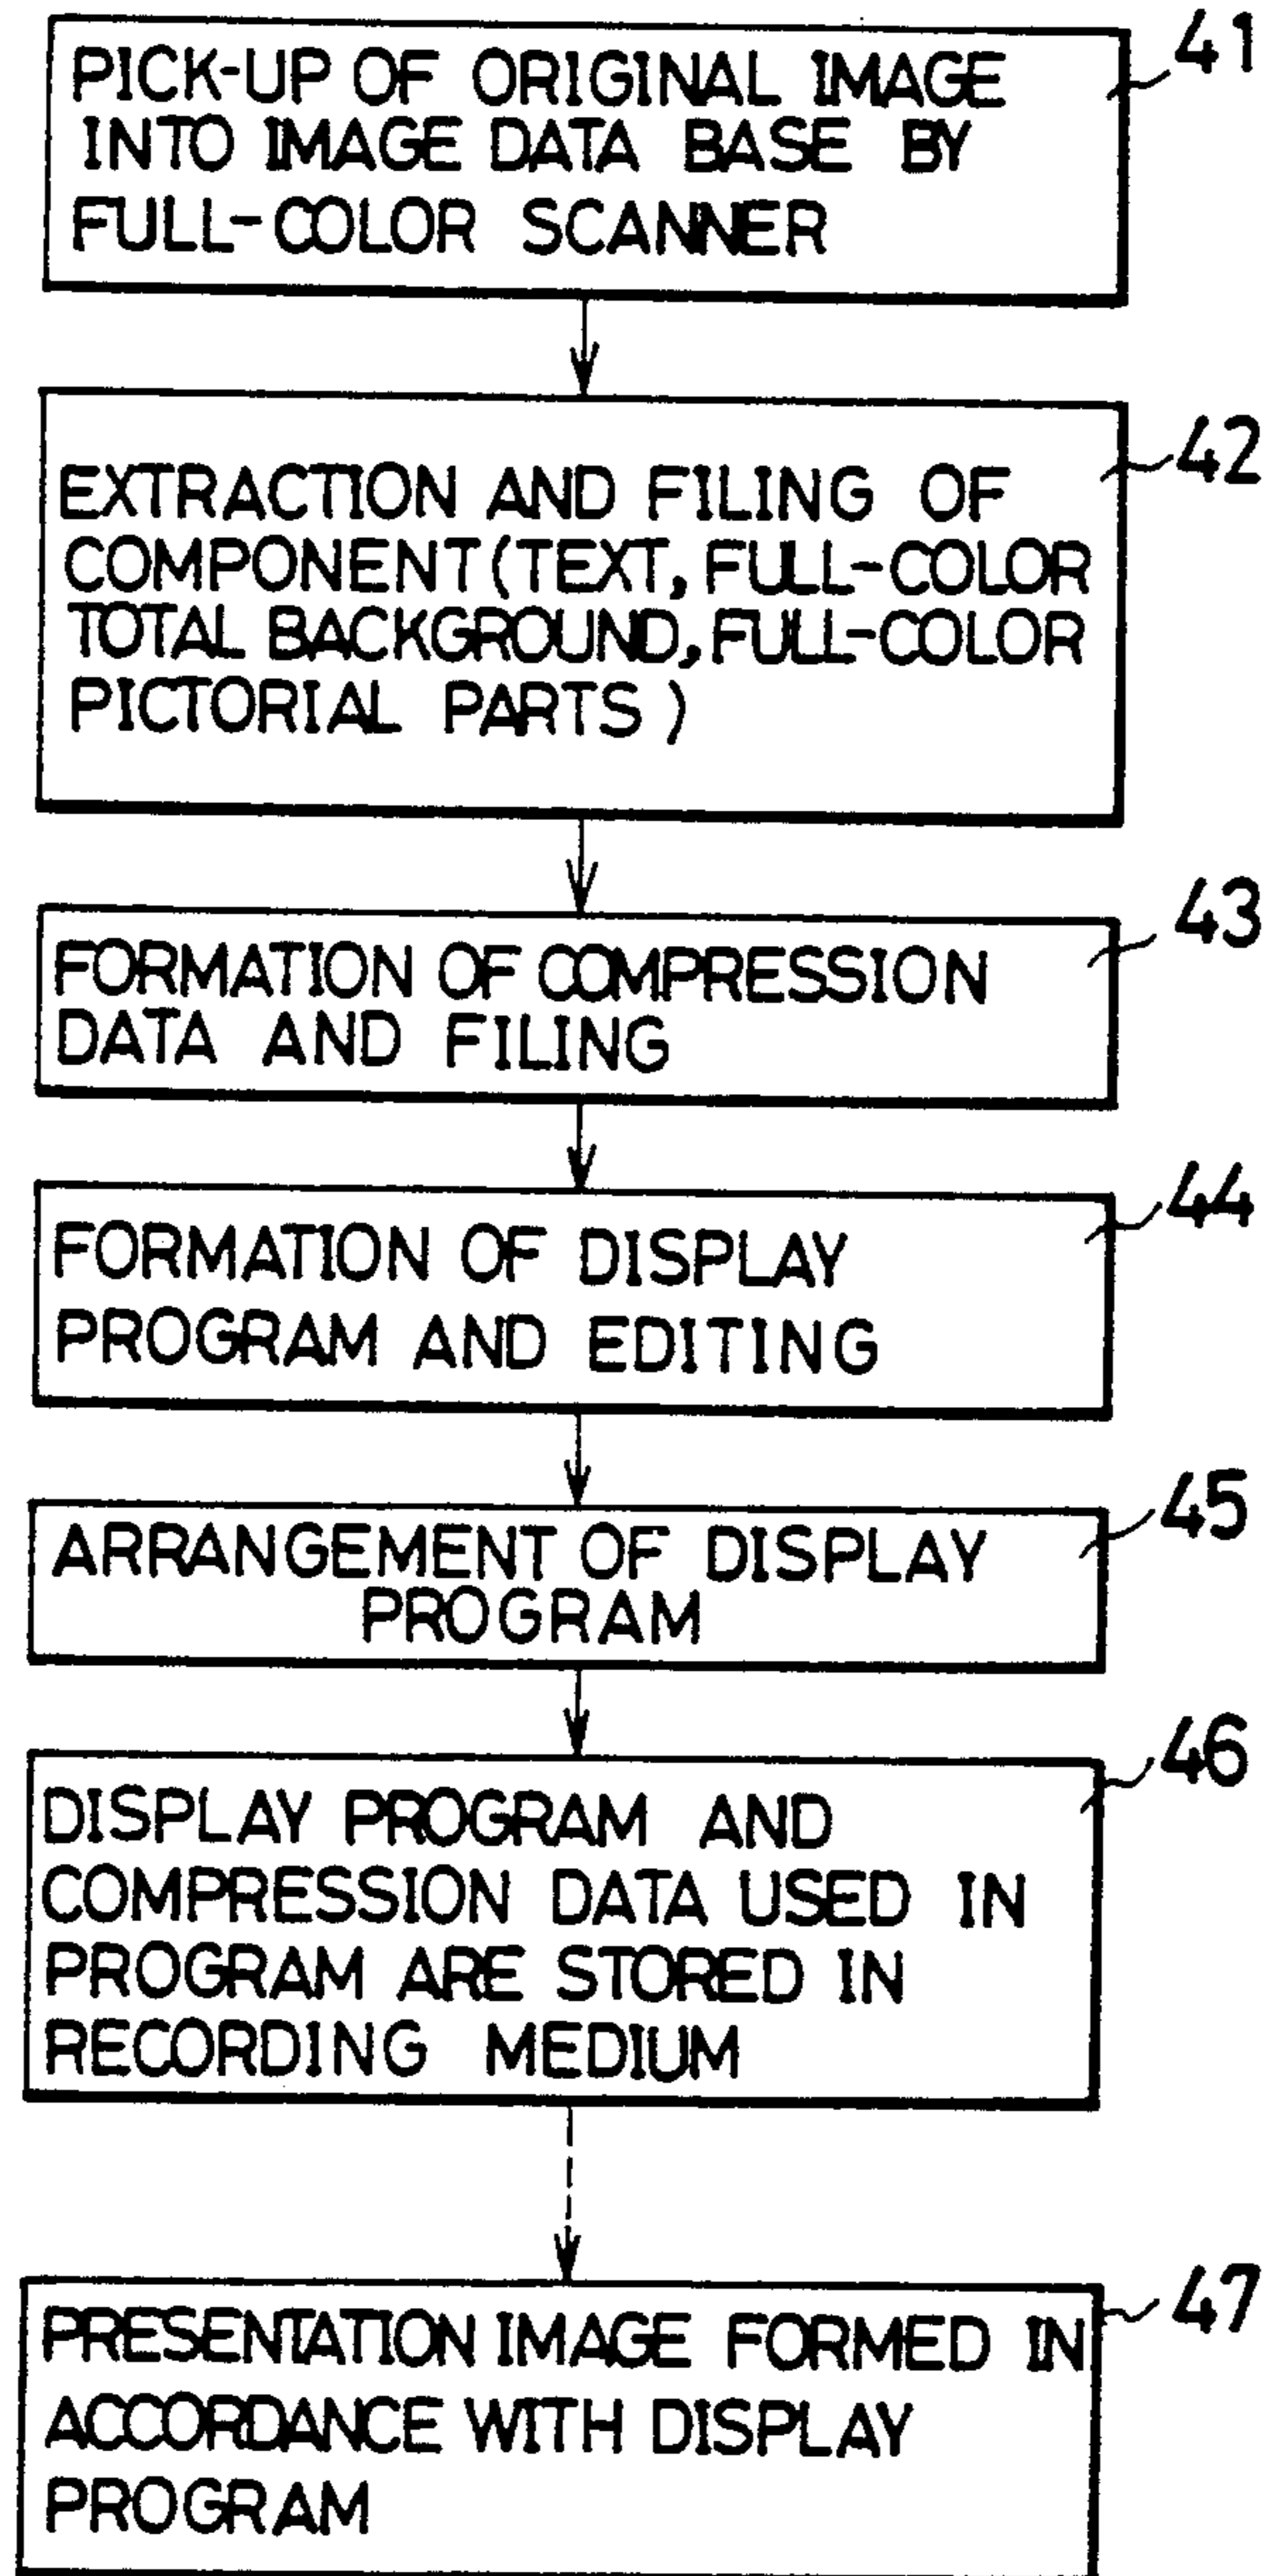 41
PICK-UP OF ORIGINAL IMAGE
INTO IMAGE DATA BASE BY
FULL-COLOR SCANNER
42
EXTRACTION AND FILING OF
COMPONENT (TEXT, FULL-COLOR
TOTAL BACKGROUND, FULL-COLOR
PICTORIAL PARTS)
43
FORMATION OF COMPRESSION
DATA AND FILING
44
FORMATION OF DISPLAY
PROGRAM AND EDITING
45
ARRANGEMENT OF DISPLAY
PROGRAM
46
DISPLAY PROGRAM AND
COMPRESSION DATA USED IN
PROGRAM ARE STORED IN
RECORDING MEDIUM
47
PRESENTATION IMAGE FORMED IN
ACCORDANCE WITH DISPLAY
PROGRAM